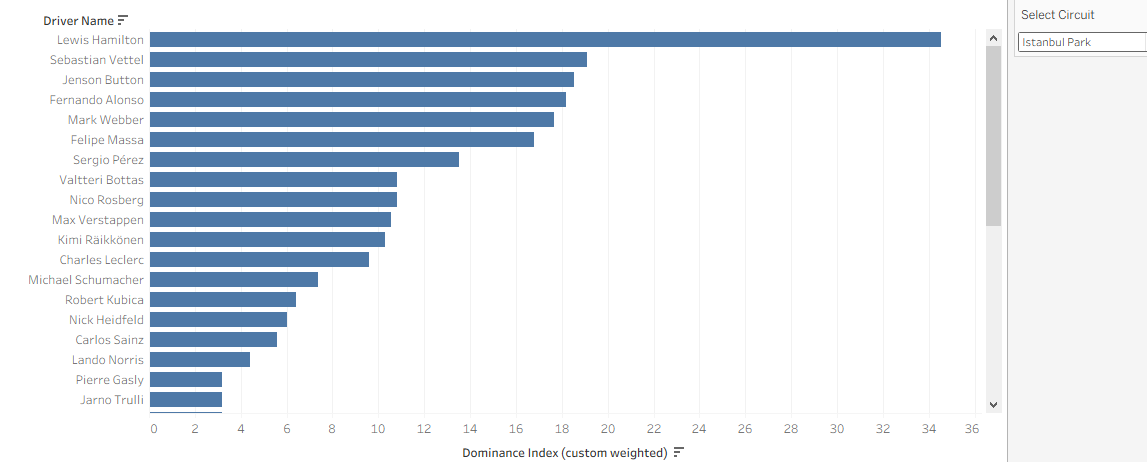 Driver Name
Lewis Hamilton
Sebastian Vettel
Jenson Button
Fernando Alonso
Mark Webber
Felipe Massa
Sergio Pérez
Valtteri Bottas
Nico Rosberg
Max Verstappen
Kimi Räikkönen
Charles Leclerc
Michael Schumacher
Robert Kubica
Nick Heidfeld
Carlos Sainz
Lando Norris
Pierre Gasly
Jarno Trulli
0 2 4 6 8 10 12 14 16 18 20 22 24 26 28 30 32 34 36
Dominance Index (custom weighted)
Select Circuit
Istanbul Park